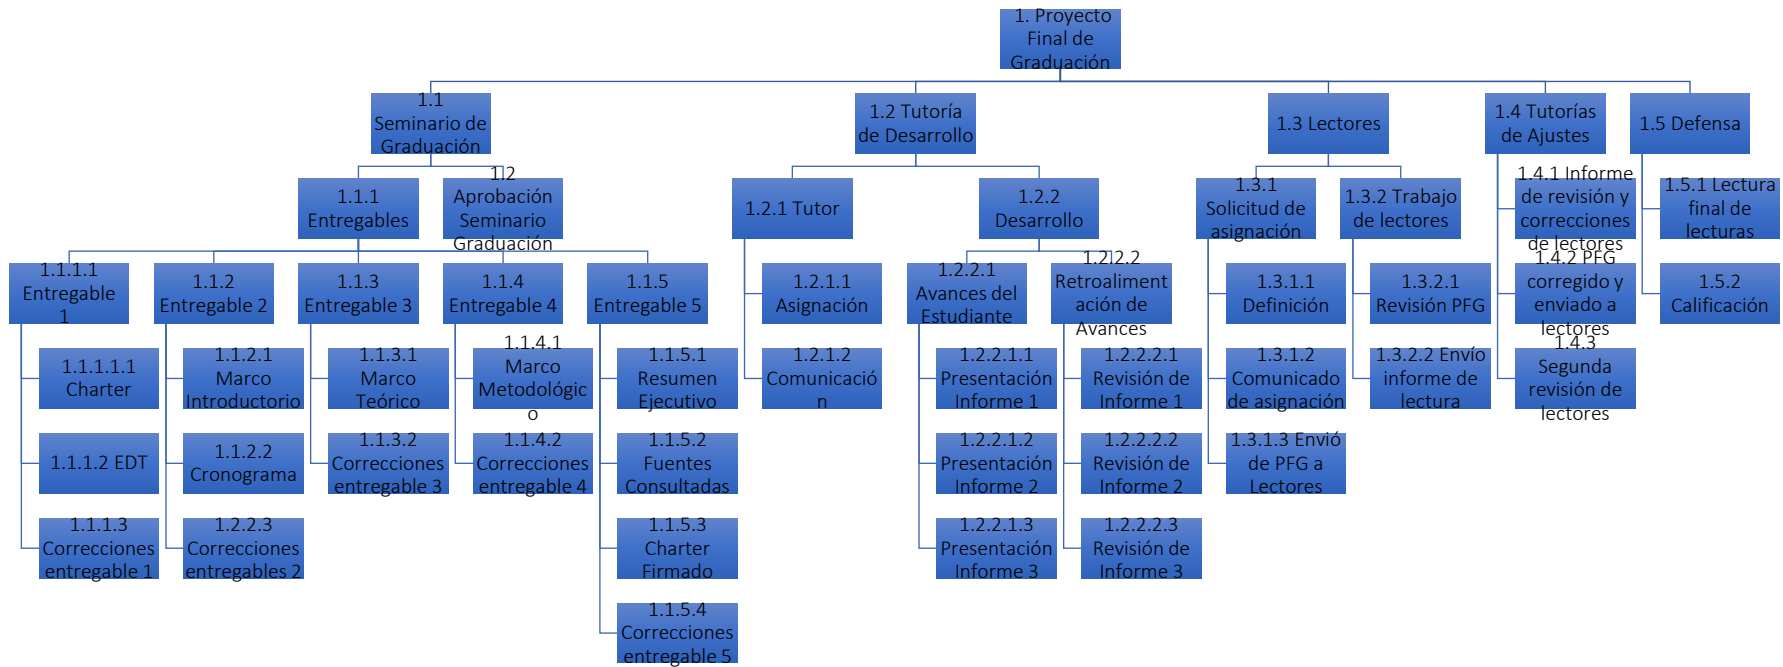 1. Proyecto
Final de
Graduación
1.1
Seminario de
Graduación
1.2 Tutoría
de Desarrollo
1.3 Lectores
1.4 Tutorías
de Ajustes
1.5 Defensa
1.1.1
Entregables
1.2
Aprobación
Seminario
Graduación
1.2.1 Tutor
1.2.2
Desarrollo
1.3.1
Solicitud de
asignación
1.3.2 Trabajo
de lectores
1.4.1 Informe
de revisión y
correcciones
de lectores
1.5.1 Lectura
final de
lecturas
1.1.1.1
Entregable
1
1.1.2
Entregable 2
1.1.3
Entregable 3
1.1.4
Entregable 4
1.1.5
Entregable 5
1.2.1.1
Asignación
1.2.2.1
Avances del
Estudiante
1.2.2.2
Retroaliment
ación de
Avances
1.3.1.1
Definición
1.3.2.1
Revisión PFG
1.4.2 PFG
corregido y
enviado a
lectores
1.5.2
Calificación
1.1.1.1.1
Charter
1.1.2.1
Marco
Introductorio
1.1.3.1
Marco
Teórico
1.1.4.1
Marco
Metodológic
o
1.1.5.1
Resumen
Ejecutivo
1.2.1.2
Comunicació
n
1.2.2.1.1
Presentación
Informe 1
1.2.2.2.1
Revisión de
Informe 1
1.3.1.2
Comunicado
de asignación
1.3.2.2 Envío
informe de
lectura
1.4.3
Segunda
revisión de
lectores
1.1.1.2 EDT
1.1.2.2
Cronograma
1.1.3.2
Correcciones
entregable 3
1.1.4.2
Correcciones
entregable 4
1.1.5.2
Fuentes
Consultadas
1.2.2.1.2
Presentación
Informe 2
1.2.2.2.2
Revisión de
Informe 2
1.3.1.3 Envió
de PFG a
Lectores
1.1.1.3
Correcciones
entregable 1
1.2.2.3
Correcciones
entregables 2
1.1.5.3
Charter
Firmado
1.2.2.1.3
Presentación
Informe 3
1.2.2.2.3
Revisión de
Informe 3
1.1.5.4
Correcciones
entregable 5